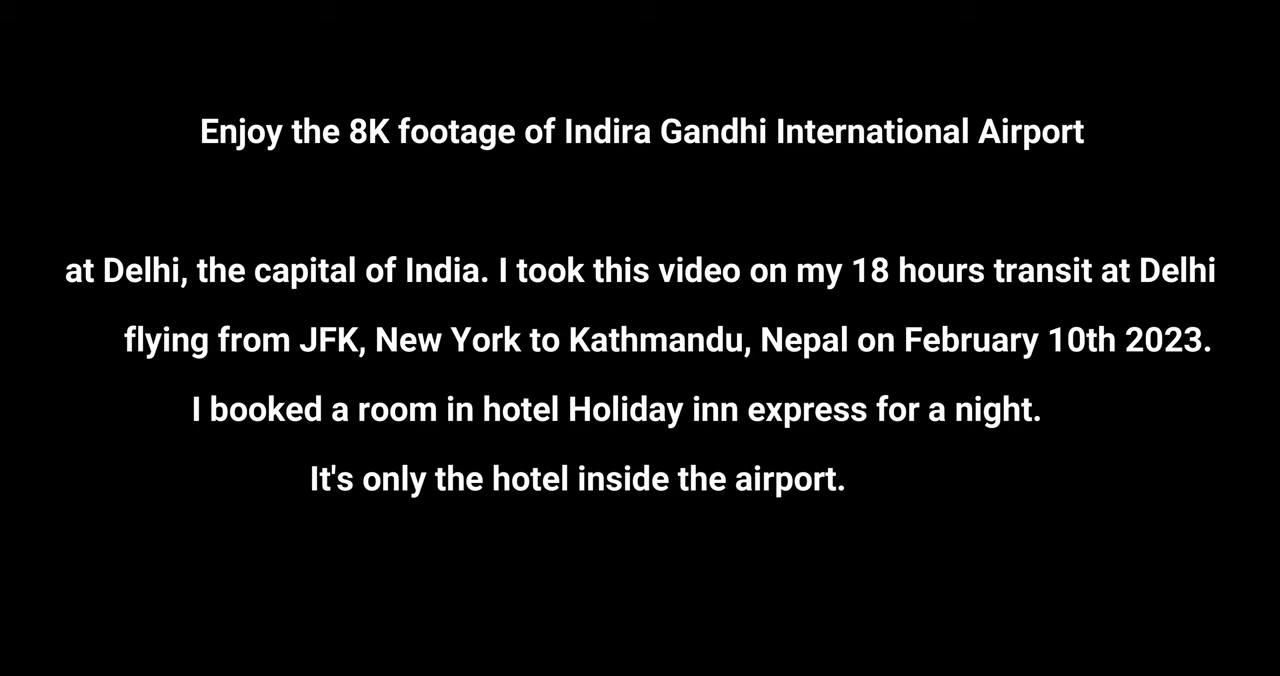 Enjoy the 8K footage of Indira Gandhi International Airport
at Delhi, the capital of India. I took this video on my 18 hours transit at Delhi
flying from JFK, New York to Kathmandu, Nepal on February 10th 2023.
I booked a room in hotel Holiday inn express for a night.
It's only the hotel inside the airport.